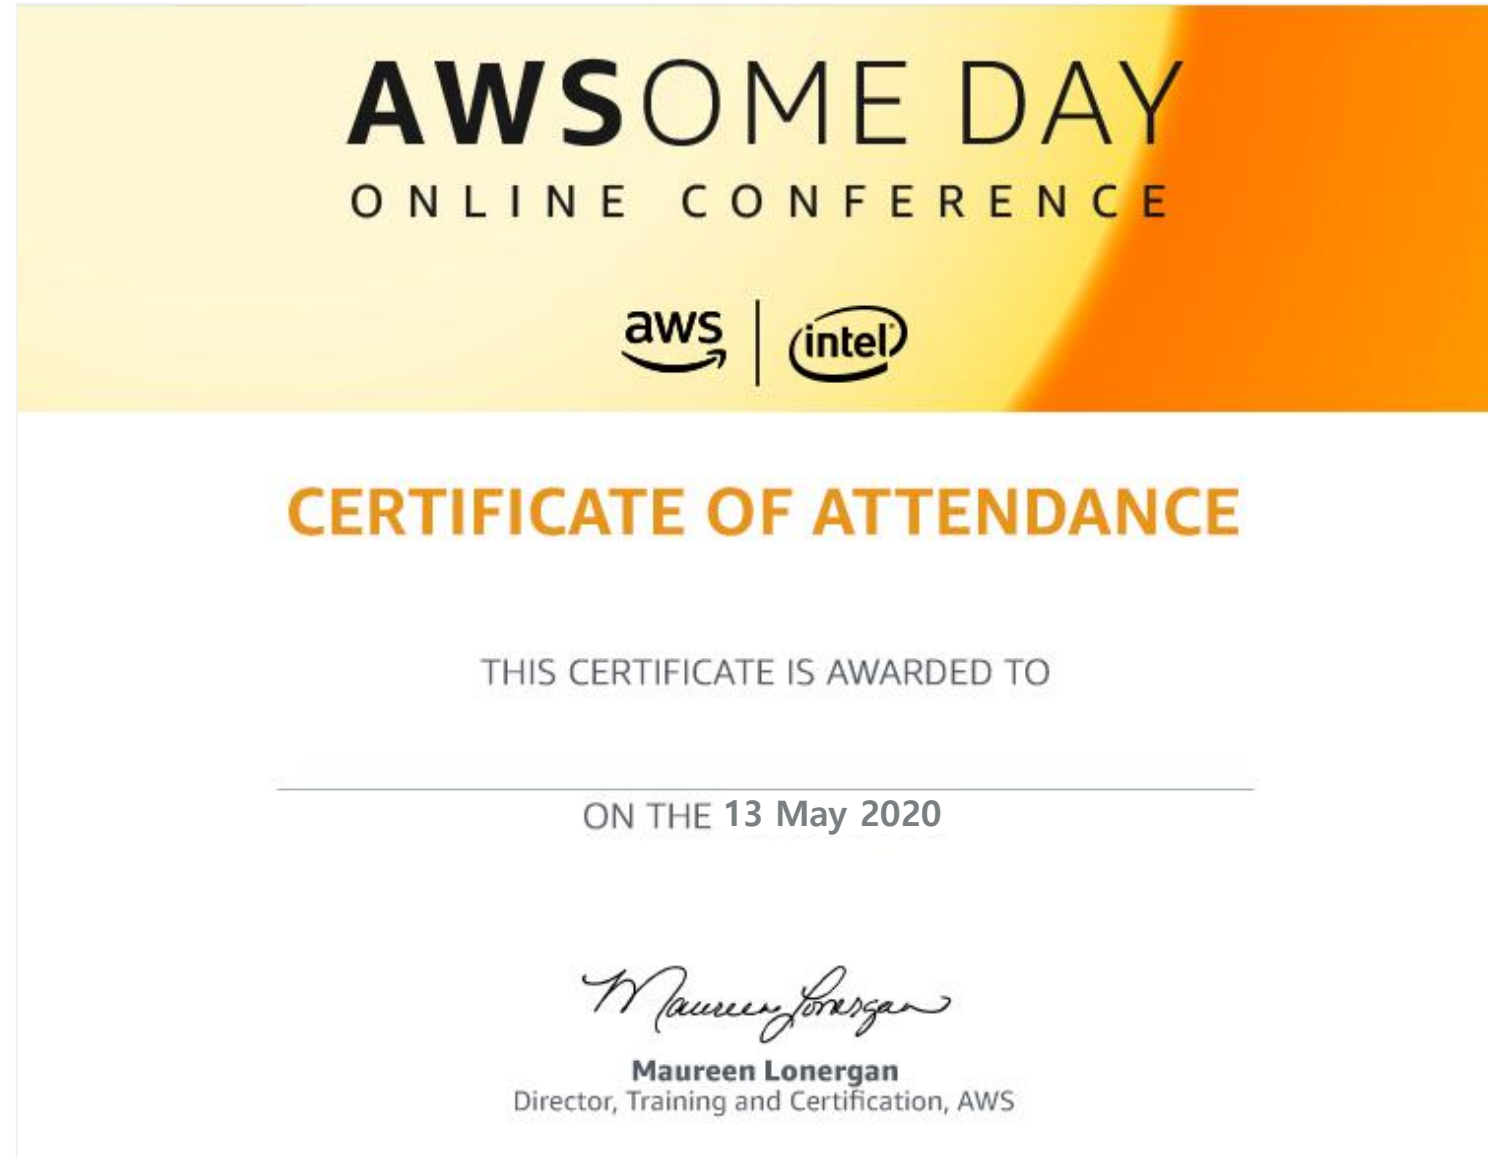 AWSOME DAY
ONLINE CONFERENCE
aws | intel
CERTIFICATE OF ATTENDANCE
THIS CERTIFICATE IS AWARDED TO
ON THE 13 May 2020
Maureen Lonergan
Maureen Lonergan
Director, Training and Certification, AWS